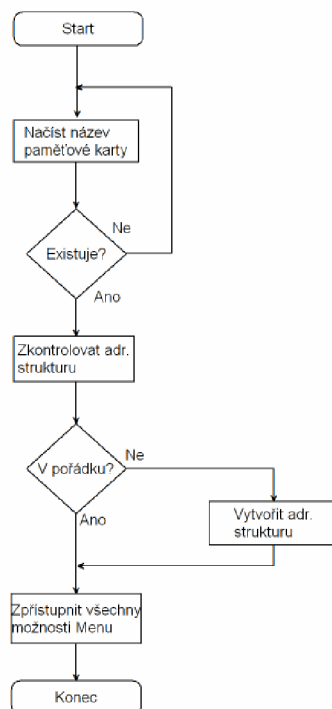 Start
Načíst název
paměťové karty
Ne
Existuje?
Ano
Zkontrolovat adr.
strukturu
Ne
V pořádku?
Ano
Vytvořit adr.
strukturu
Zpřístupnit všechny
možnosti Menu
Konec